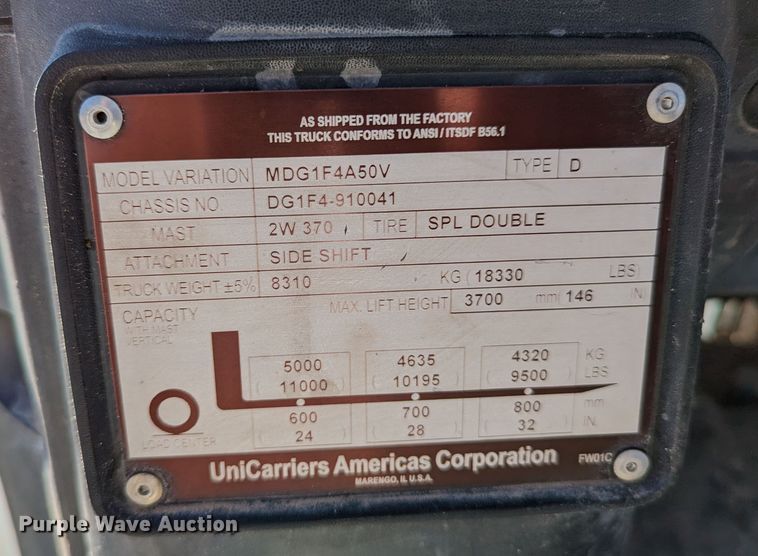 AS SHIPPED FROM THE FACTORY
THIS TRUCK CONFORMS TO ANSI / ITSDF B56.1
MODEL VARIATION MDG1F4A50V TYPE D
CHASSIS NO. DG1F4-910041
MAST 2W 370 TIRE SPL DOUBLE
ATTACHMENT SIDE SHIFT
TRUCK WEIGHT ±5% 8310 KG ( 18330 LBS)
CAPACITY MAX. LIFT HEIGHT 3700 mm ( 146 IN.
WITH MAST
VERTICAL
5000 4635 4320 KG
( 11000 ) ( 10195 ) ( 9500 ) LBS
600 700 800 mm
( 24 ) ( 28 ) ( 32 ) IN.
LOAD CENTER
UniCarriers Americas Corporation FW01C
MARENGO, IL U.S.A.
Purple Wave Auction